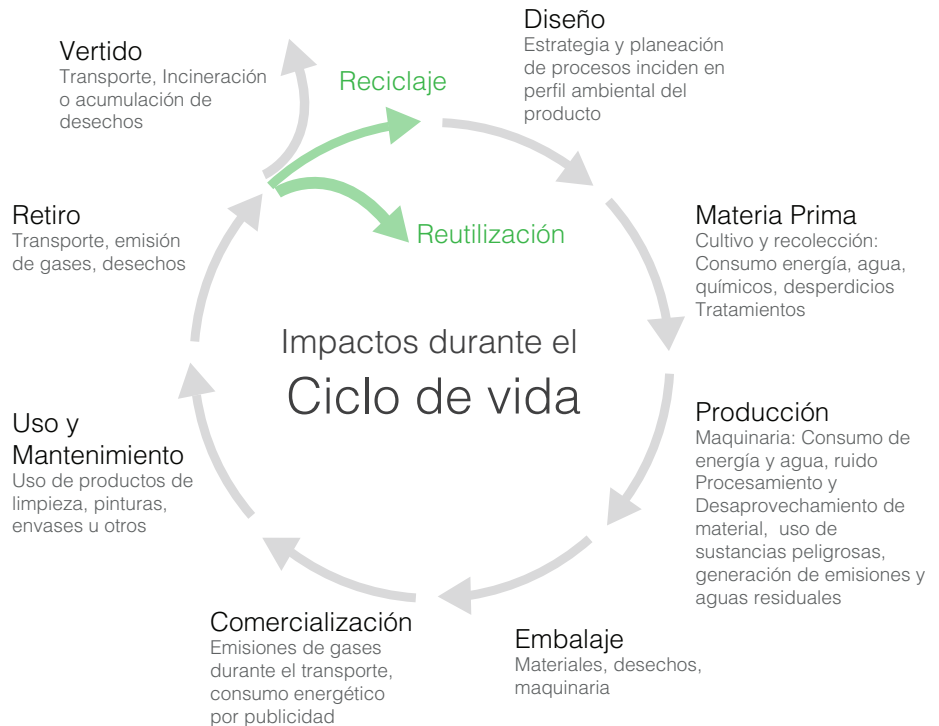 Diseño
Estrategia y planeación
de procesos inciden en
perfil ambiental del
producto
Vertido
Transporte, Incineración
o acumulación de
desechos
Reciclaje
Reutilización
Retiro
Transporte, emisión
de gases, desechos
Materia Prima
Cultivo y recolección:
Consumo energía, agua,
químicos, desperdicios
Tratamientos
Impactos durante el
Ciclo de vida
Uso y
Mantenimiento
Uso de productos de
limpieza, pinturas,
envases u otros
Producción
Maquinaria: Consumo de
energía y agua, ruido
Procesamiento y
Desaprovechamiento de
material, uso de
sustancias peligrosas,
generación de emisiones y
aguas residuales
Comercialización
Emisiones de gases
durante el transporte,
consumo energético
por publicidad
Embalaje
Materiales, desechos,
maquinaria